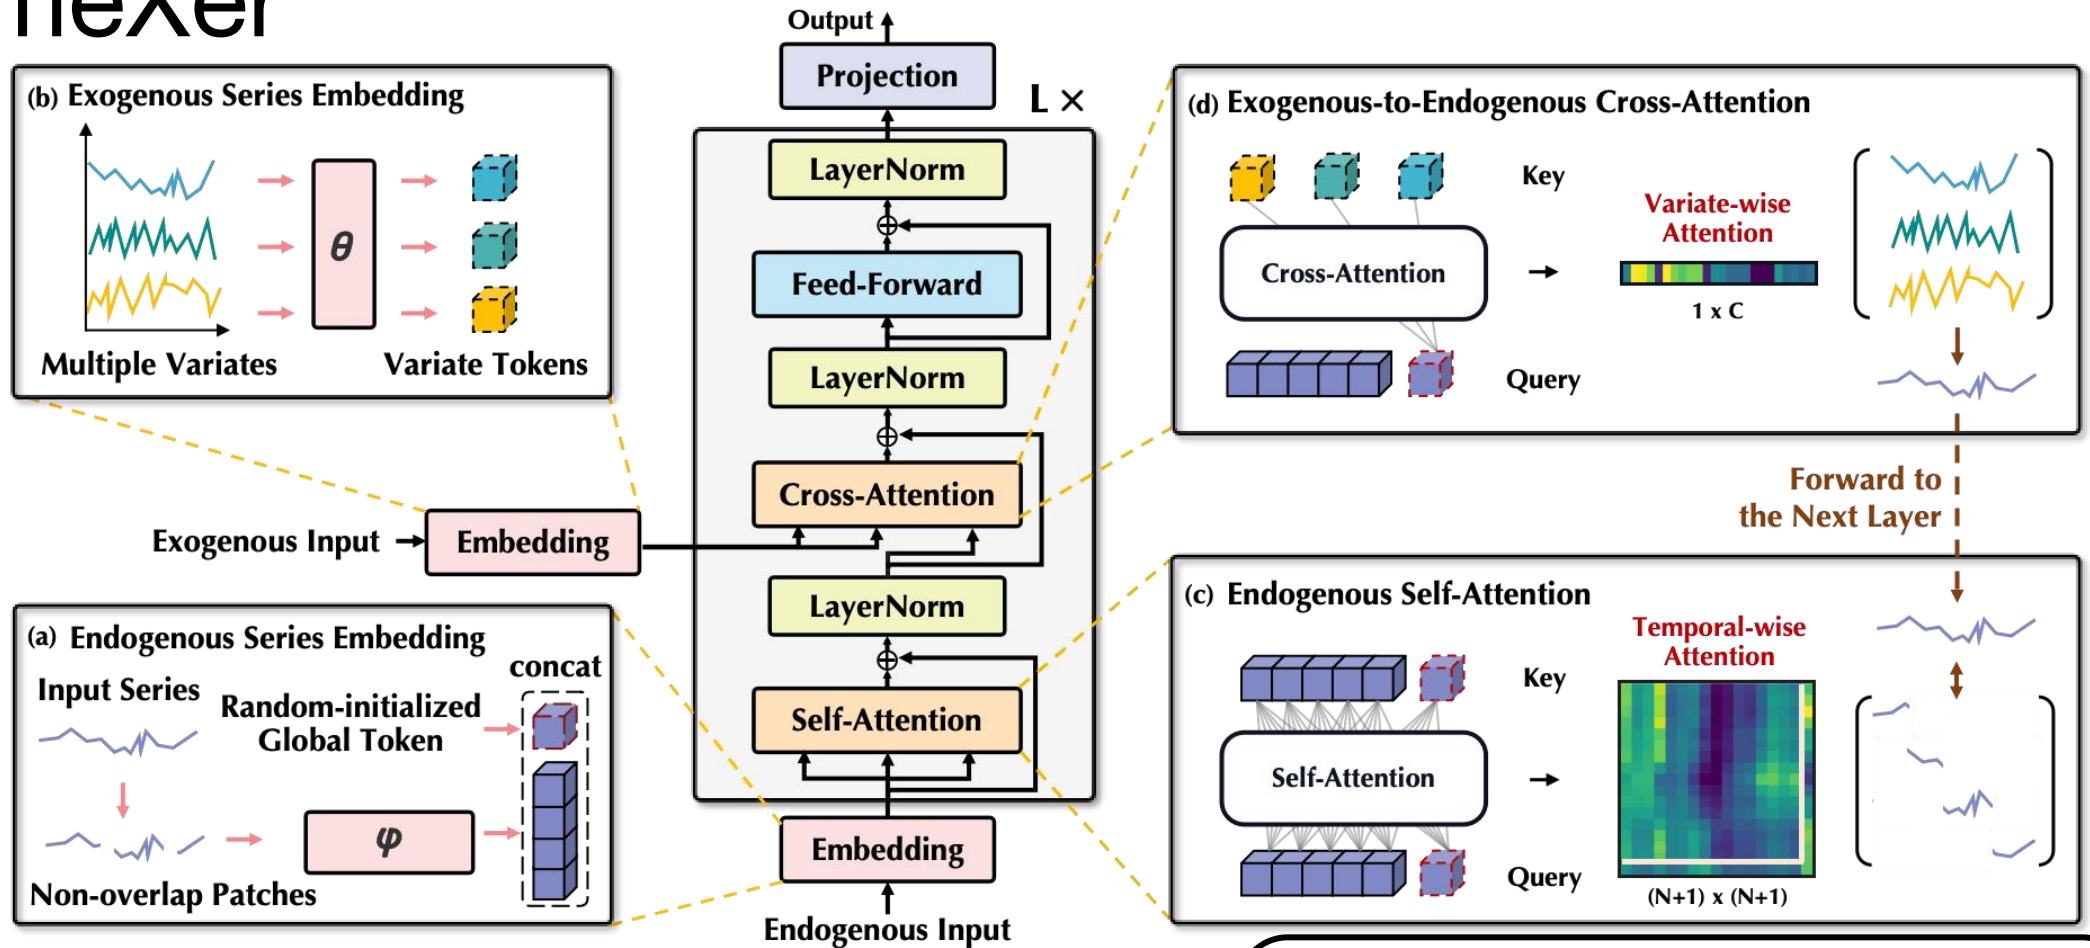 neXer
Output
Projection
L ×
LayerNorm
Feed-Forward
LayerNorm
Cross-Attention
LayerNorm
Self-Attention
Embedding
Endogenous Input
Exogenous Input
Embedding
(b) Exogenous Series Embedding
θ
Multiple Variates
Variate Tokens
(a) Endogenous Series Embedding
concat
Input Series
Random-initialized
Global Token
φ
Non-overlap Patches
(d) Exogenous-to-Endogenous Cross-Attention
Key
Variate-wise
Attention
Cross-Attention
1 x C
Query
Forward to
the Next Layer
(c) Endogenous Self-Attention
Temporal-wise
Attention
Key
Self-Attention
Query
(N+1) x (N+1)